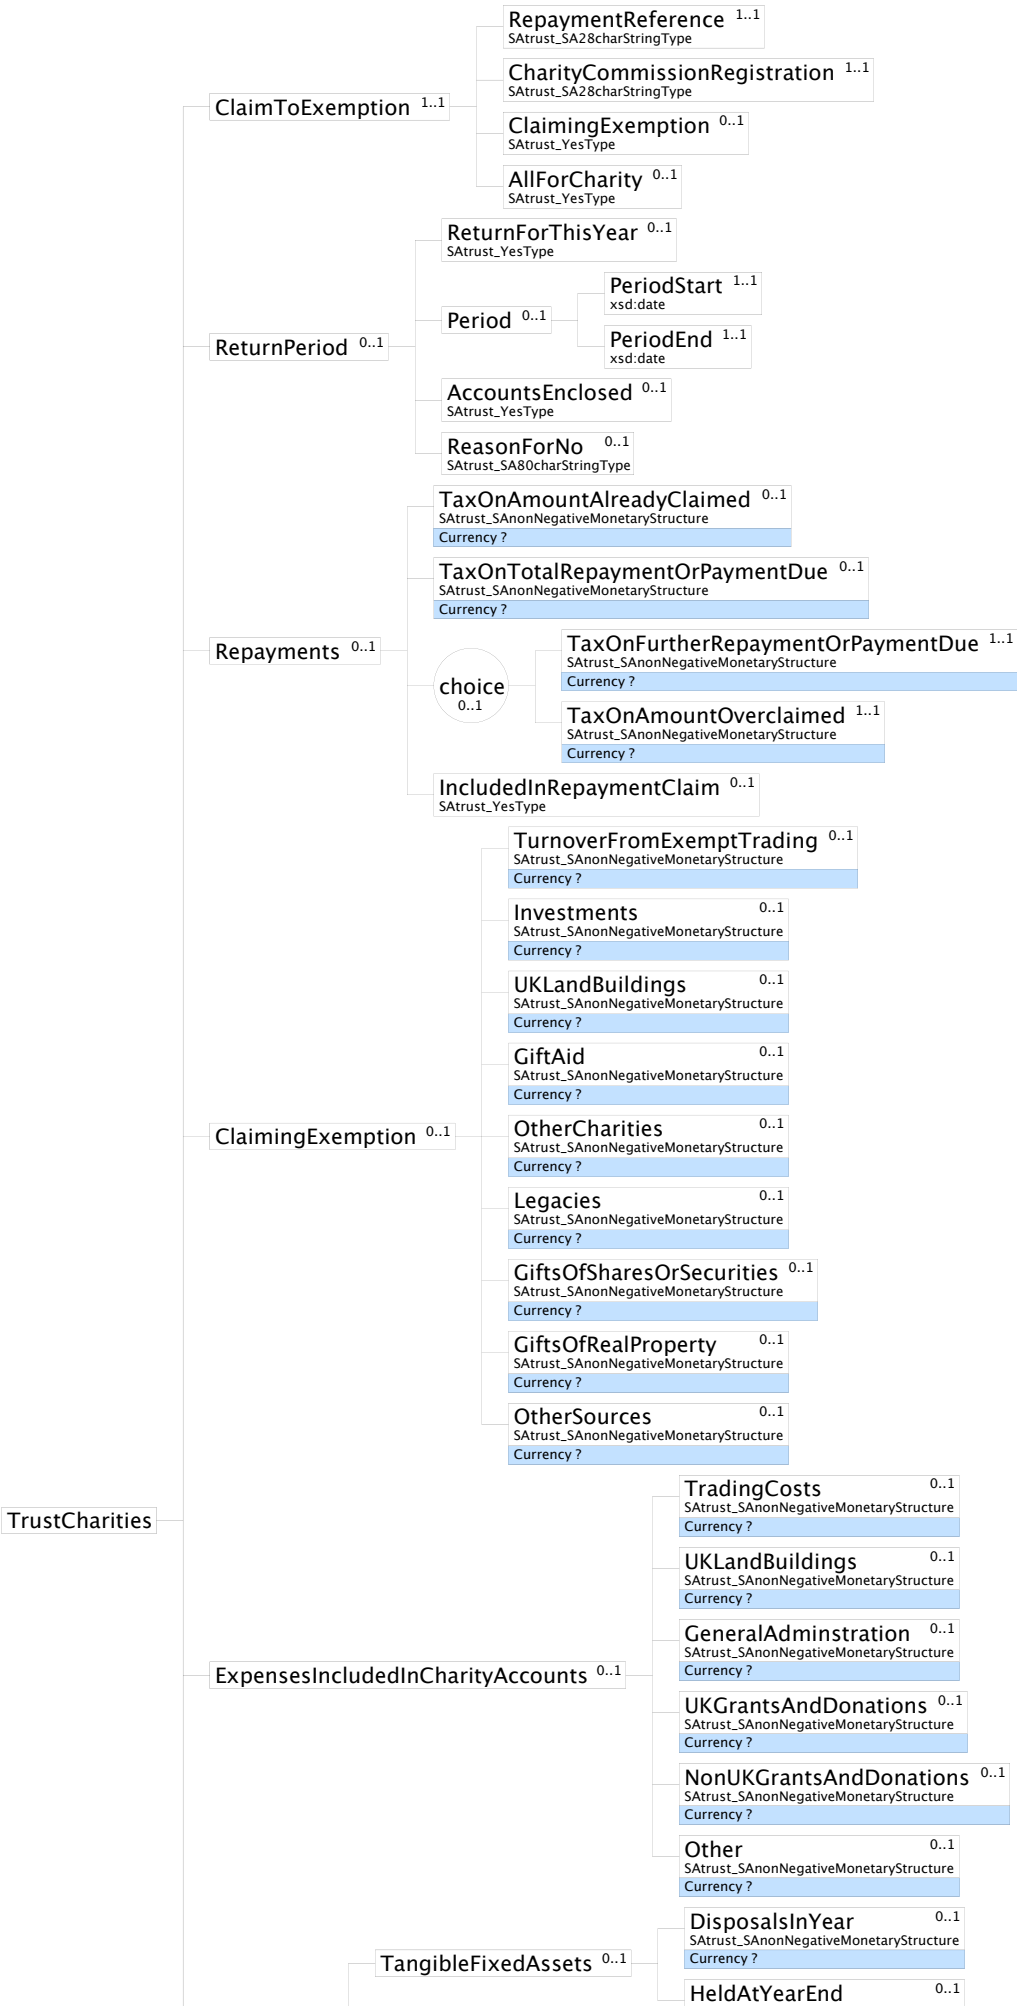 RepaymentReference 1..1
SAtrust_SA28charStringType
CharityCommissionRegistration 1..1
SAtrust_SA28charStringType
ClaimToExemption 1..1
ClaimingExemption 0..1
SAtrust_YesType
AllForCharity 0..1
SAtrust_YesType
ReturnForThisYear 0..1
SAtrust_YesType
PeriodStart 1..1
xsd:date
Period 0..1
PeriodEnd 1..1
xsd:date
ReturnPeriod 0..1
AccountsEnclosed 0..1
SAtrust_YesType
ReasonForNo 0..1
SAtrust_SA80charStringType
TaxOnAmountAlreadyClaimed 0..1
SAtrust_SAnonNegativeMonetaryStructure
Currency ?
TaxOnTotalRepaymentOrPaymentDue 0..1
SAtrust_SAnonNegativeMonetaryStructure
Currency ?
Repayments 0..1
TaxOnFurtherRepaymentOrPaymentDue 1..1
SAtrust_SAnonNegativeMonetaryStructure
Currency ?
choice
0..1
TaxOnAmountOverclaimed 1..1
SAtrust_SAnonNegativeMonetaryStructure
Currency ?
IncludedInRepaymentClaim 0..1
SAtrust_YesType
TurnoverFromExemptTrading 0..1
SAtrust_SAnonNegativeMonetaryStructure
Currency ?
Investments 0..1
SAtrust_SAnonNegativeMonetaryStructure
Currency ?
UKLandBuildings 0..1
SAtrust_SAnonNegativeMonetaryStructure
Currency ?
GiftAid 0..1
SAtrust_SAnonNegativeMonetaryStructure
Currency ?
ClaimingExemption 0..1
OtherCharities 0..1
SAtrust_SAnonNegativeMonetaryStructure
Currency ?
Legacies 0..1
SAtrust_SAnonNegativeMonetaryStructure
Currency ?
GiftsOfSharesOrSecurities 0..1
SAtrust_SAnonNegativeMonetaryStructure
Currency ?
GiftsOfRealProperty 0..1
SAtrust_SAnonNegativeMonetaryStructure
Currency ?
OtherSources 0..1
SAtrust_SAnonNegativeMonetaryStructure
Currency ?
TrustCharities
TradingCosts 0..1
SAtrust_SAnonNegativeMonetaryStructure
Currency ?
UKLandBuildings 0..1
SAtrust_SAnonNegativeMonetaryStructure
Currency ?
GeneralAdminstration 0..1
SAtrust_SAnonNegativeMonetaryStructure
Currency ?
ExpensesIncludedInCharityAccounts 0..1
UKGrantsAndDonations 0..1
SAtrust_SAnonNegativeMonetaryStructure
Currency ?
NonUKGrantsAndDonations 0..1
SAtrust_SAnonNegativeMonetaryStructure
Currency ?
Other 0..1
SAtrust_SAnonNegativeMonetaryStructure
Currency ?
DisposalsInYear 0..1
SAtrust_SAnonNegativeMonetaryStructure
Currency ?
TangibleFixedAssets 0..1
HeldAtYearEnd 0..1